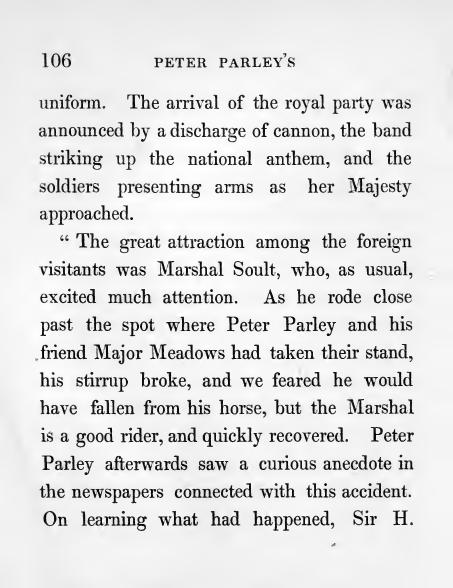 106 PETER PARLEY'S
uniform. The arrival of the royal party was
announced by a discharge of cannon, the band
striking up the national anthem, and the
soldiers presenting arms as her Majesty
approached.
“ The great attraction among the foreign
visitants was Marshal Soult, who, as usual,
excited much attention. As he rode close
past the spot where Peter Parley and his
friend Major Meadows had taken their stand,
his stirrup broke, and we feared he would
have fallen from his horse, but the Marshal
is a good rider, and quickly recovered. Peter
Parley afterwards saw a curious anecdote in
the newspapers connected with this accident.
On learning what had happened, Sir H.